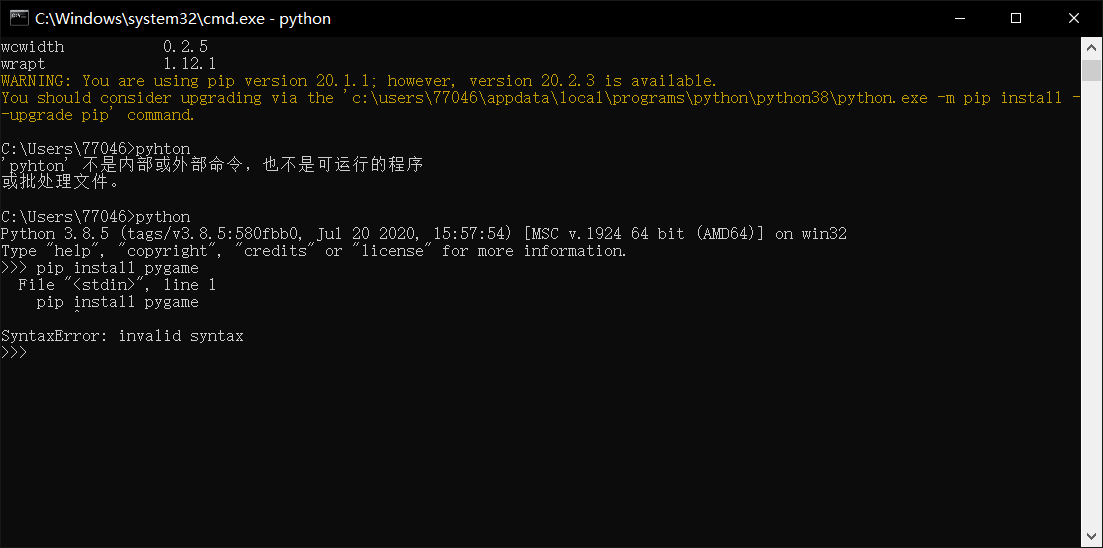 C:\Windows\system32\cmd.exe - python
wcwidth           0.2.5
wrapt             1.12.1
WARNING: You are using pip version 20.1.1; however, version 20.2.3 is available.
You should consider upgrading via the 'c:\users\77046\appdata\local\programs\python\python38\python.exe -m pip install -
-upgrade pip' command.
C:\Users\77046>pyhton
'pyhton' 不是内部或外部命令，也不是可运行的程序
或批处理文件。
C:\Users\77046>python
Python 3.8.5 (tags/v3.8.5:580fbb0, Jul 20 2020, 15:57:54) [MSC v.1924 64 bit (AMD64)] on win32
Type "help", "copyright", "credits" or "license" for more information.
>>> pip install pygame
  File "<stdin>", line 1
    pip install pygame
        ^
SyntaxError: invalid syntax
>>>